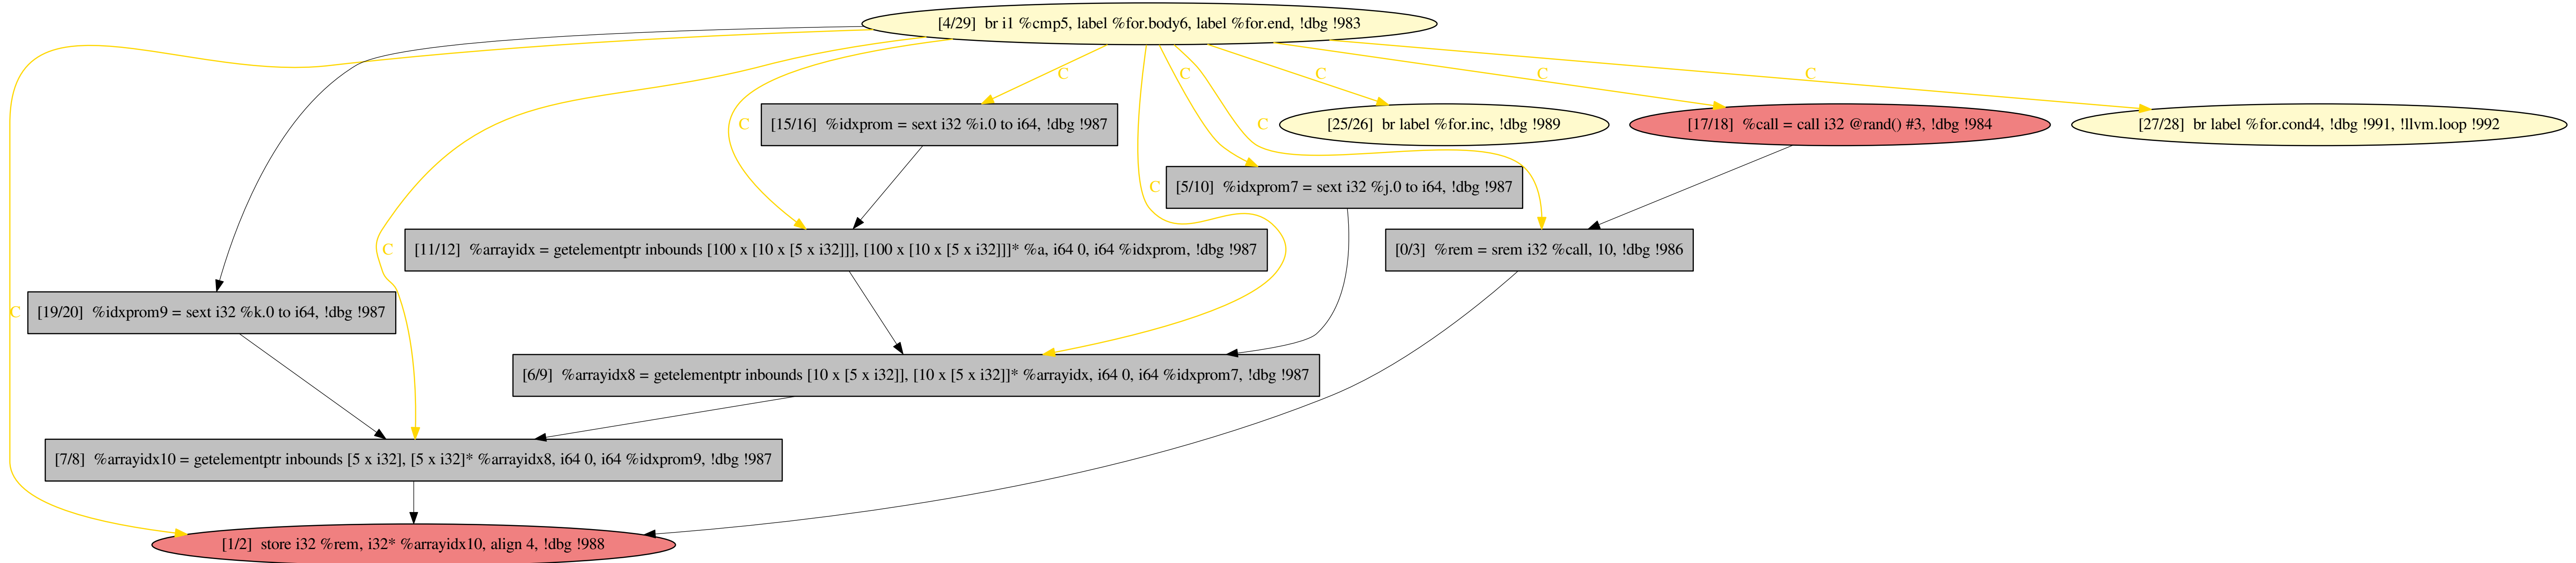 [4/29] br i1 %cmp5, label %for.body6, label %for.end, !dbg !983
C
C
C
C
C
[15/16] %idxprom = sext i32 %i.0 to i64, !dbg !987
[25/26] br label %for.inc, !dbg !989
[17/18] %call = call i32 @rand() #3, !dbg !984
[27/28] br label %for.cond4, !dbg !991, !llvm.loop !992
C
C
C
[5/10] %idxprom7 = sext i32 %j.0 to i64, !dbg !987
[11/12] %arrayidx = getelementptr inbounds [100 x [10 x [5 x i32]]], [100 x [10 x [5 x i32]]]* %a, i64 0, i64 %idxprom, !dbg !987
C
[0/3] %rem = srem i32 %call, 10, !dbg !986
C
[19/20] %idxprom9 = sext i32 %k.0 to i64, !dbg !987
[6/9] %arrayidx8 = getelementptr inbounds [10 x [5 x i32]], [10 x [5 x i32]]* %arrayidx, i64 0, i64 %idxprom7, !dbg !987
[7/8] %arrayidx10 = getelementptr inbounds [5 x i32], [5 x i32]* %arrayidx8, i64 0, i64 %idxprom9, !dbg !987
[1/2] store i32 %rem, i32* %arrayidx10, align 4, !dbg !988